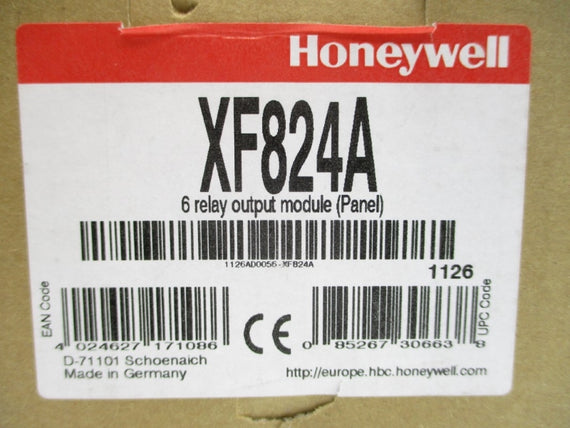 Honeywell
XF824A
6 relay output module (Panel)
1126AD0056-XF824A
1126
EAN Code
4 024627 171086
CE
0 85267 30663 8
UPC Code
D-71101 Schoenaich
Made in Germany
http://europe.hbc.honeywell.com